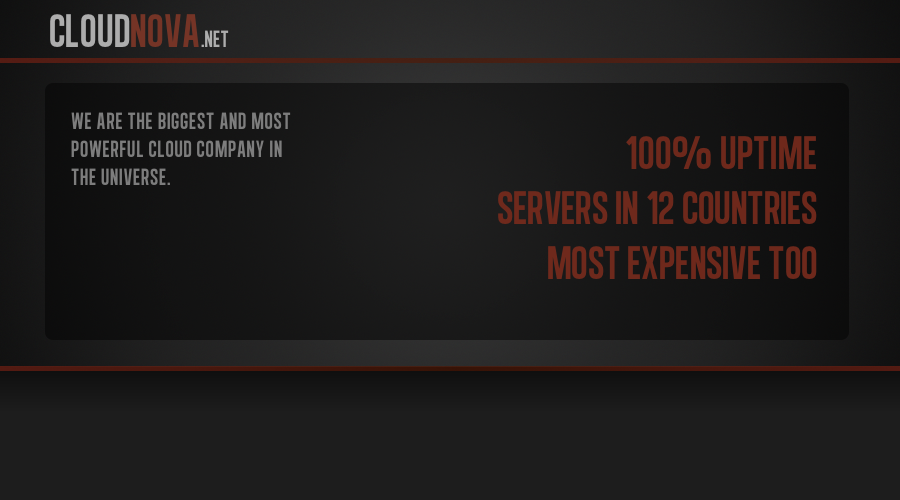 CLOUDNOVA.NET
WE ARE THE BIGGEST AND MOST
POWERFUL CLOUD COMPANY IN
THE UNIVERSE.
100% UPTIME
SERVERS IN 12 COUNTRIES
MOST EXPENSIVE TOO